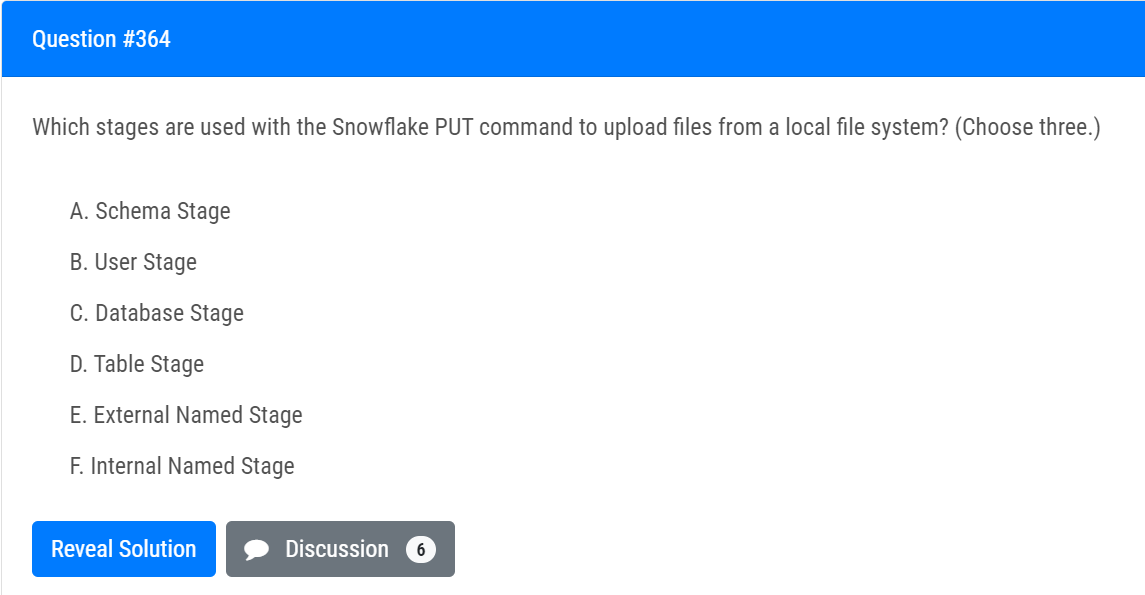 Question #364
Which stages are used with the Snowflake PUT command to upload files from a local file system? (Choose three.)
A. Schema Stage
B. User Stage
C. Database Stage
D. Table Stage
E. External Named Stage
F. Internal Named Stage
Reveal Solution
Discussion 6